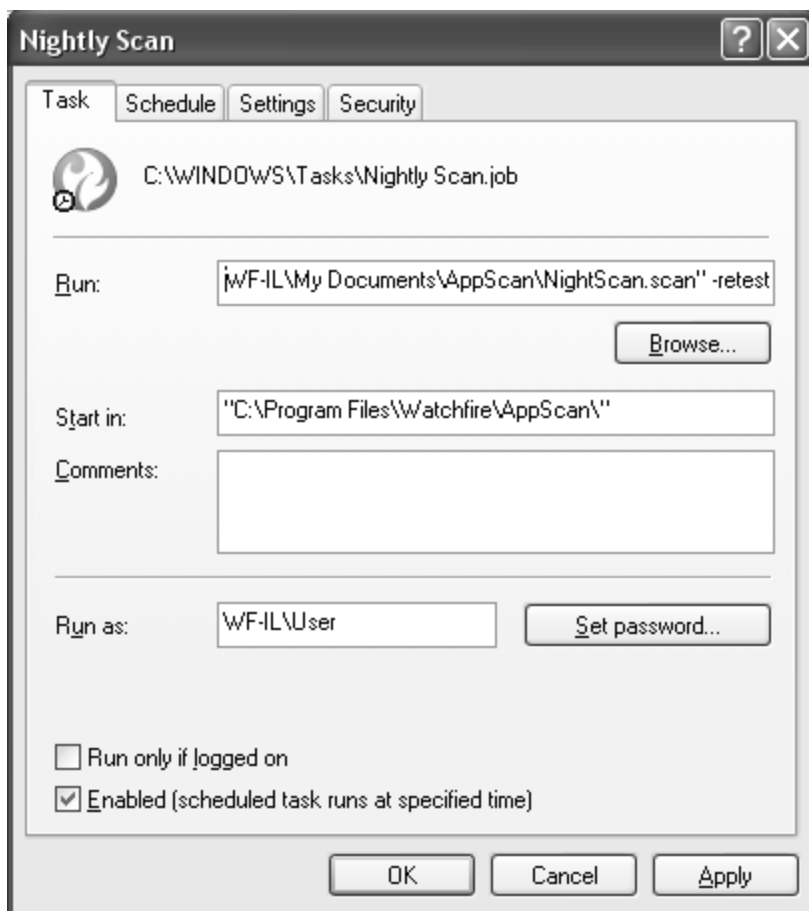 Nightly Scan
Task Schedule Settings Security
C:\WINDOWS\Tasks\Nightly Scan.job
Run: WF-IL\My Documents\AppScan\NightScan.scan" -retest
Browse...
Start in: "C:\Program Files\Watchfire\AppScan\"
Comments:
Run as: WF-IL\User Set password...
Run only if logged on
Enabled (scheduled task runs at specified time)
OK Cancel Apply